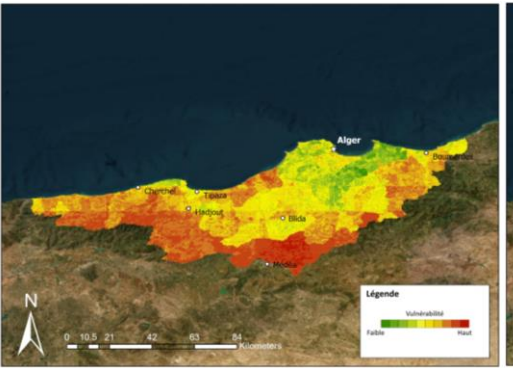 Alger
Boumerdes
Cherchel
Tipaza
Hadjout
Blida
Médéa
N
0 10.5 21 42 63 84
Kilometers
Légende
Vulnérabilité
Faible Haut